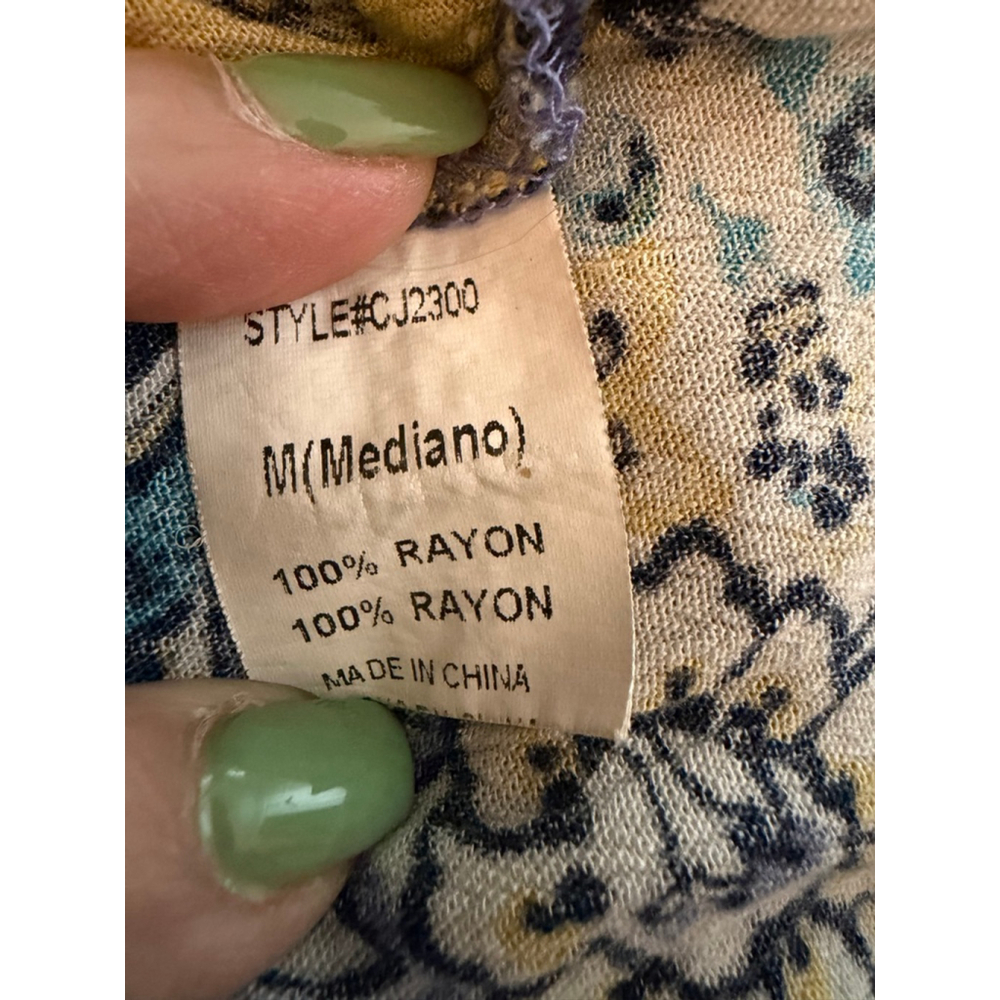 STYLE#CJ2300
M(Mediano)
100% RAYON
100% RAYON
MADE IN CHINA